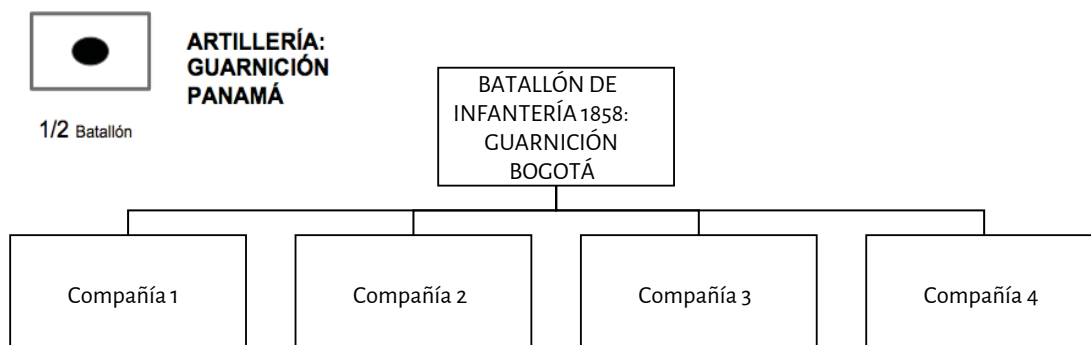 ARTILLERÍA:
GUARNICIÓN
PANAMÁ
1/2 Batallón
BATALLÓN DE
INFANTERÍA 1858:
GUARNICIÓN
BOGOTÁ
Compañía 1
Compañía 2
Compañía 3
Compañía 4